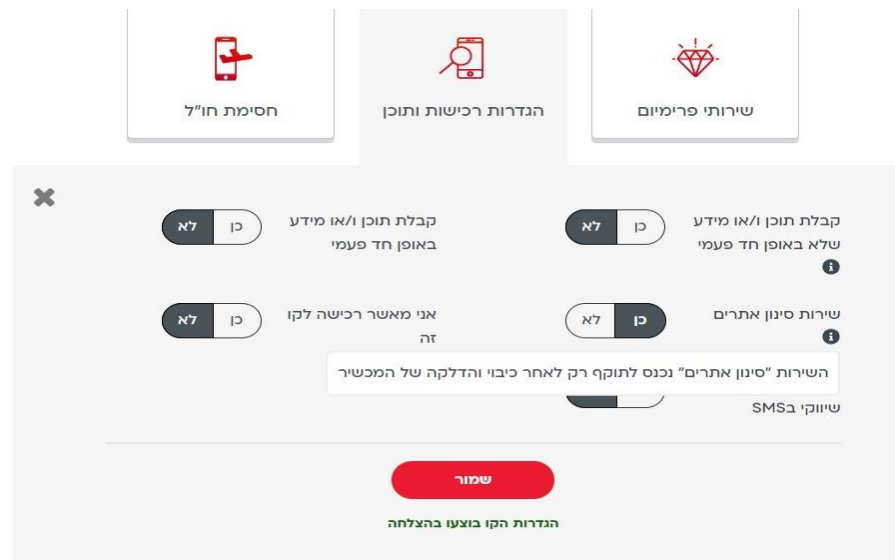 שירותי פרימיום
הגדרות רכישות ותוכן
חסימת חו"ל
קבלת תוכן ו/או מידע
שלא באופן חד פעמי
כן לא
קבלת תוכן ו/או מידע
באופן חד פעמי
כן לא
שירות סינון אתרים
כן לא
אני מאשר רכישה לקו
זה
כן לא
השירות "סינון אתרים" נכנס לתוקף רק לאחר כיבוי והדלקה של המכשיר
שיווקי בSMS
שמור
הגדרות הקו בוצעו בהצלחה